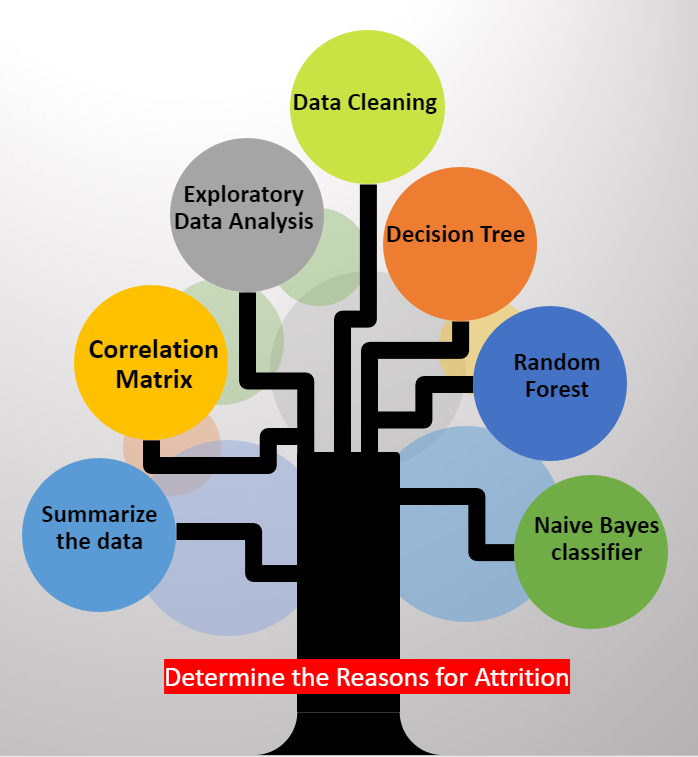 Data Cleaning
Exploratory
Data Analysis
Decision Tree
Correlation
Matrix
Random
Forest
Summarize
the data
Naive Bayes
classifier
Determine the Reasons for Attrition